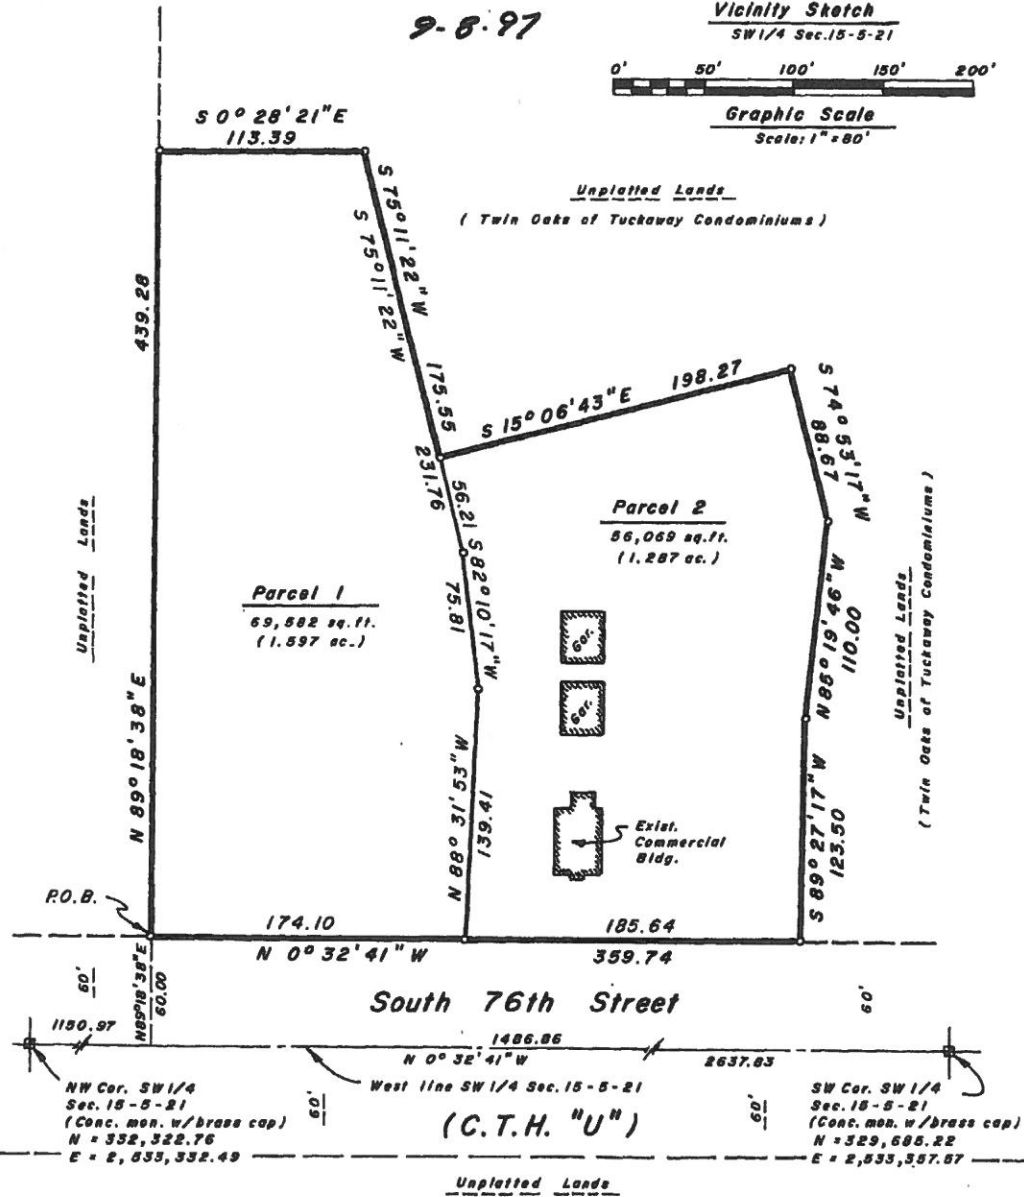 9-8-97
Vicinity Sketch
SW 1/4 Sec. 15-5-21
0' 50' 100' 150' 200'
Graphic Scale
Scale: 1" = 80'
S 0° 28' 21" E
113.39
Unplatted Lands
( Twin Oaks of Tuckaway Condominiums )
S 75° 11' 22" W
S 75° 11' 22" W
175.55
231.76
439.28
N 89° 18' 38" E
Unplatted Lands
S 15° 06' 43" E 198.27
S 74° 53' 17" W
88.67
56.21
S 82° 10' 17" W
75.81
Parcel 1
69,582 sq.ft.
(1.597 ac.)
Parcel 2
56,069 sq.ft.
(1.287 ac.)
Gar.
Gar.
Exist.
Commercial
Bldg.
N 86° 19' 46" W
110.00
S 89° 27' 17" W
123.50
Unplatted Lands
( Twin Oaks of Tuckaway Condominiums )
N 88° 31' 53" W
139.41
P.O.B.
174.10
N 0° 32' 41" W
185.64
359.74
60'
N89°18'38"E
60.00
South 76th Street
60'
1150.97
1486.86
N 0° 32' 41" W
2637.83
West line SW 1/4 Sec. 15-5-21
NW Cor. SW 1/4
Sec. 15-5-21
(Conc. mon. w/brass cap)
N = 332,322.76
E = 2,533,332.49
60'
(C.T.H. "U")
60'
SW Cor. SW 1/4
Sec. 15-5-21
(Conc. mon. w/brass cap)
N = 329,685.22
E = 2,533,357.57
Unplatted Lands